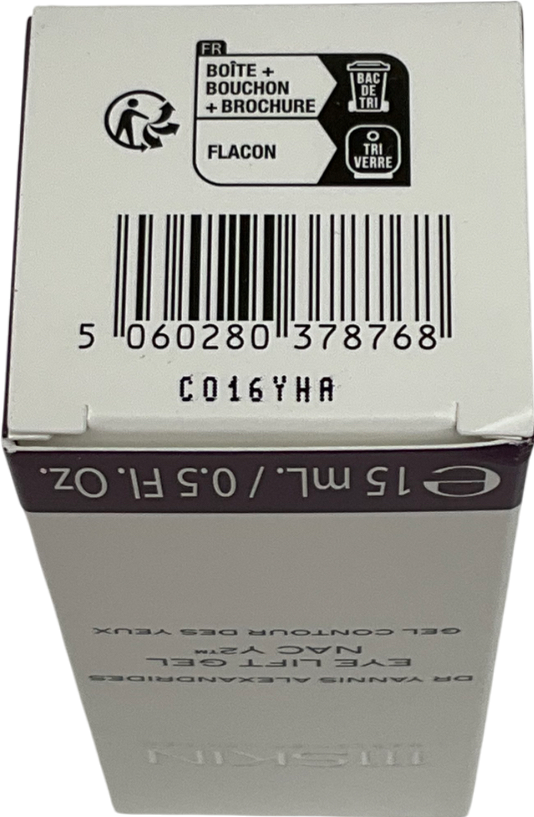 FR
BOÎTE +
BOUCHON
+ BROCHURE
BAC
DE
TRI
FLACON
TRI
VERRE
5 060280 378768
C016YHA
℮ 15 mL. / 0.5 Fl. Oz.
111SKIN
DR YANNIS ALEXANDRIDES
EYE LIFT GEL
NAC Y2™
GEL CONTOUR DES YEUX